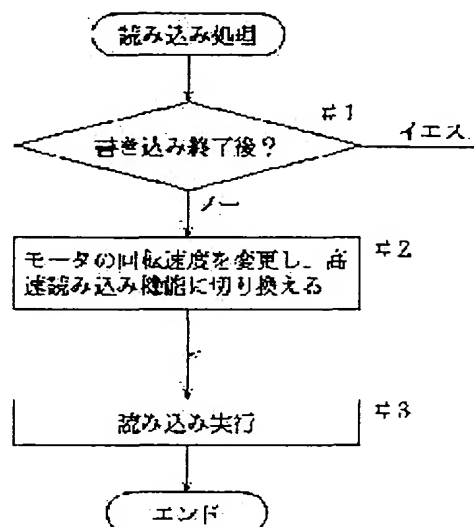 読み込み処理
#1
書き込み終了後?
イエス
ノー
モータの回転速度を変更し、高
速読み込み機能に切り換える
#2
読み込み実行
#3
エンド